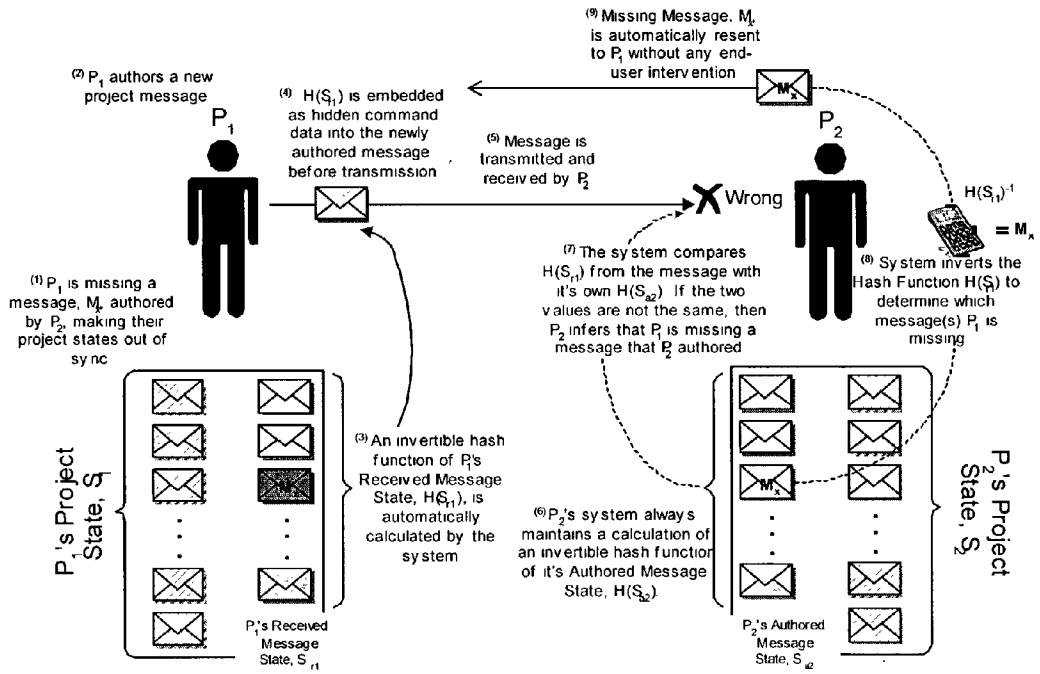 (9) Missing Message, Mx,
is automatically resent
to P1 without any end-
user intervention
Mx
(2) P1 authors a new
project message
P1
(4) H(Sr1) is embedded
as hidden command
data into the newly
authored message
before transmission
(5) Message is
transmitted and
received by P2
P2
Wrong
H(Sr1)-1
= Mx
(1) P1 is missing a
message, Mx, authored
by P2, making their
project states out of
sync
(7) The system compares
H(Sr1) from the message with
it's own H(Sa2) If the two
values are not the same, then
P2 infers that P1 is missing a
message that P2 authored
(8) System inverts the
Hash Function H(Sr1) to
determine which
message(s) P1 is
missing
P1's Project
State, S1
Mx
(3) An invertible hash
function of P1's
Received Message
State, H(Sr1), is
automatically
calculated by the
system
(6) P2's system always
maintains a calculation of
an invertible hash function
of it's Authored Message
State, H(Sa2).
Mx
P2's Project
State, S2
P1's Received
Message
State, Sr1
P2's Authored
Message
State, Sa2